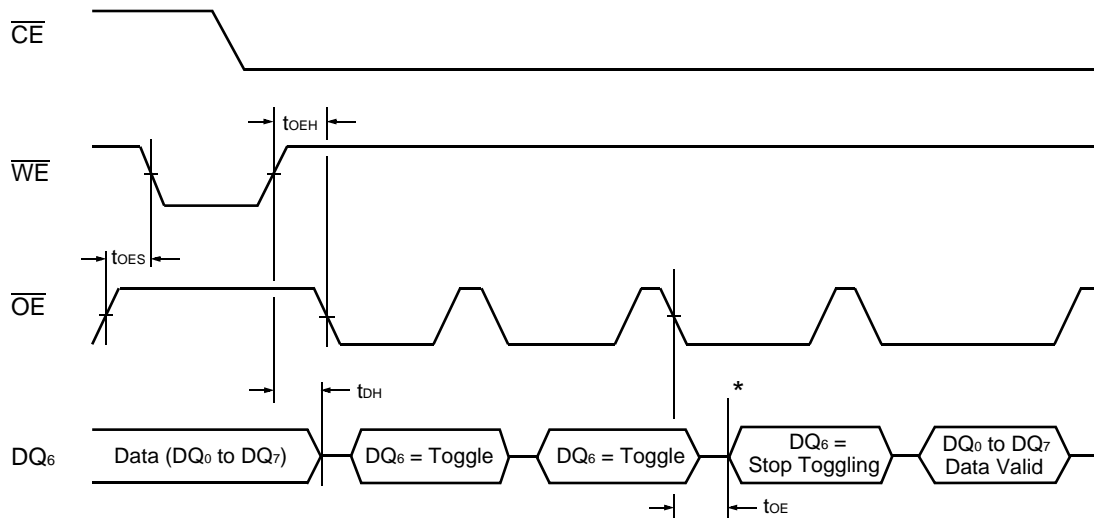 CE
tOEH
WE
tOES
OE
tDH
*
DQ6
Data (DQ0 to DQ7)
DQ6 = Toggle
DQ6 = Toggle
DQ6 =
Stop Toggling
DQ0 to DQ7
Data Valid
tOE